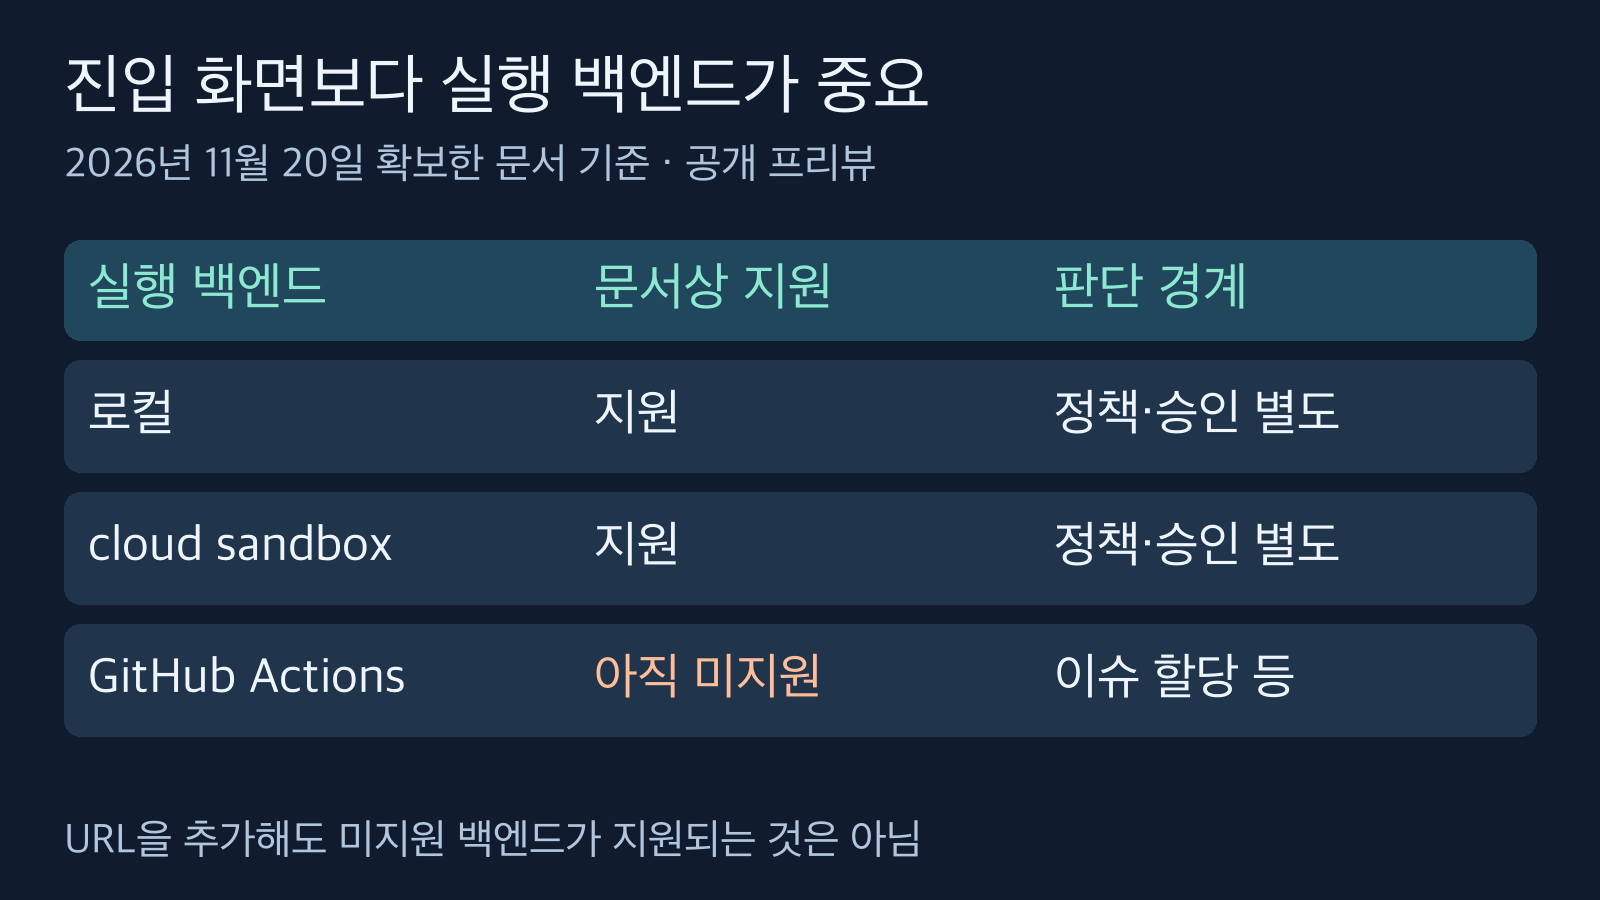 진입 화면보다 실행 백엔드가 중요
2026년 11월 20일 확보한 문서 기준 · 공개 프리뷰
실행 백엔드 문서상 지원 판단 경계
로컬 지원 정책·승인 별도
cloud sandbox 지원 정책·승인 별도
GitHub Actions 아직 미지원 이슈 할당 등
URL을 추가해도 미지원 백엔드가 지원되는 것은 아님